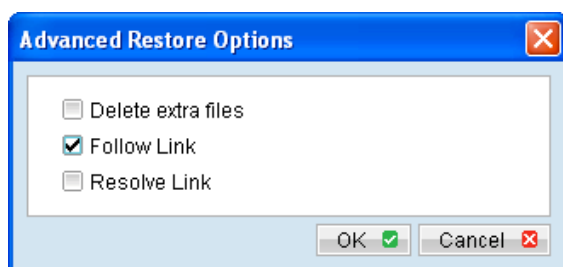 Advanced Restore Options
Delete extra files
Follow Link
Resolve Link
OK Cancel